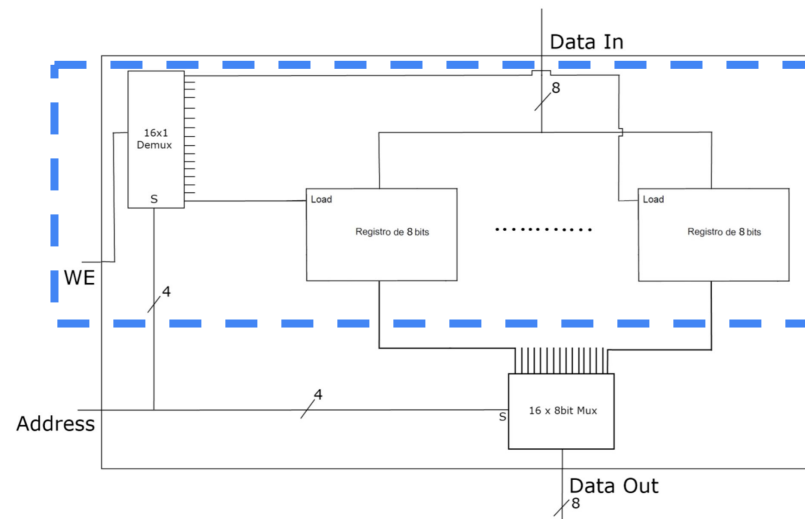 Data In
8
16x1
Demux
S
Load
Registro de 8 bits
Load
Registro de 8 bits
WE
4
4
Address
S
16 x 8bit Mux
Data Out
8